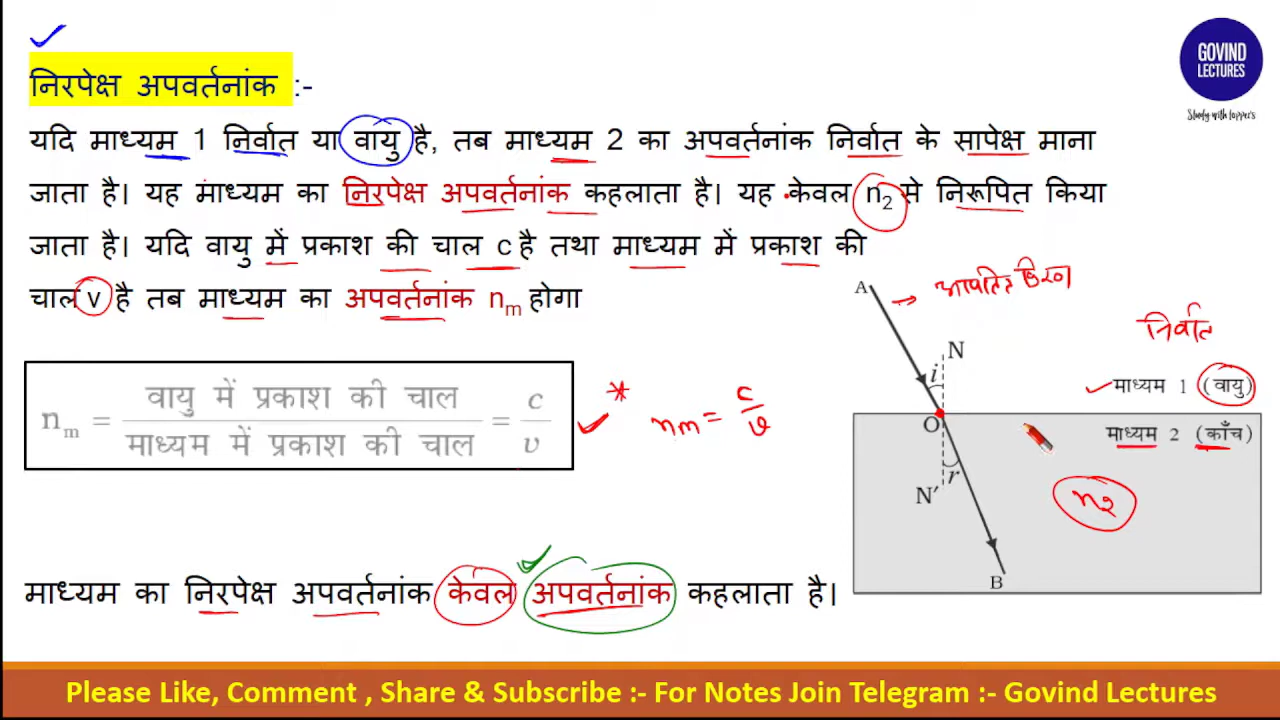 GOVIND
LECTURES
Study with toppers
निरपेक्ष अपवर्तनांक :-
यदि माध्यम 1 निर्वात या वायु है, तब माध्यम 2 का अपवर्तनांक निर्वात के सापेक्ष माना
जाता है। यह माध्यम का निरपेक्ष अपवर्तनांक कहलाता है। यह केवल n2 से निरूपित किया
जाता है। यदि वायु में प्रकाश की चाल c है तथा माध्यम में प्रकाश की
चाल v है तब माध्यम का अपवर्तनांक nm होगा
A
आपतित किरण
निर्वात
N
i
माध्यम 1 (वायु)
nm = वायु में प्रकाश की चाल / माध्यम में प्रकाश की चाल = c / v
* nm = c / v
O
माध्यम 2 (काँच)
r
N′
n2
B
माध्यम का निरपेक्ष अपवर्तनांक केवल अपवर्तनांक कहलाता है।
Please Like, Comment , Share & Subscribe :- For Notes Join Telegram :- Govind Lectures